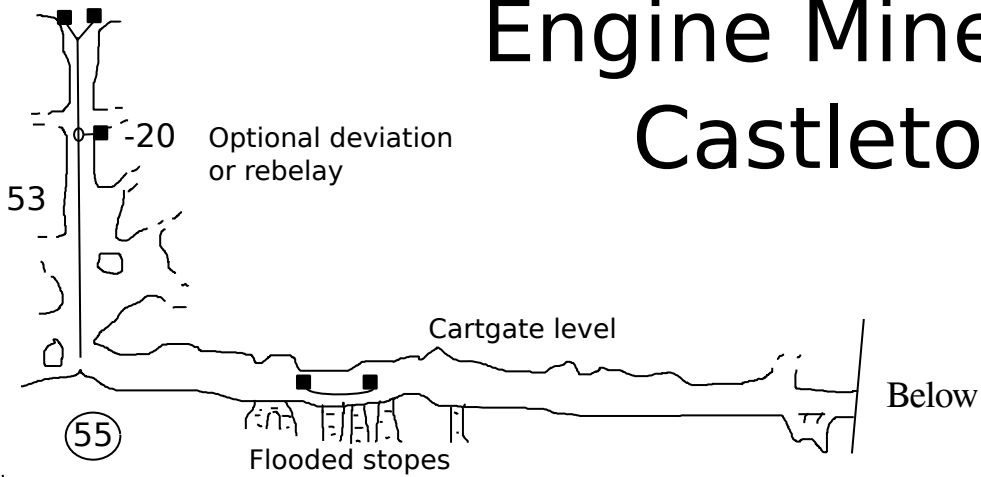 Engine Mine
Castleto
-20
Optional deviation
or rebelay
53
Cartgate level
Below
55
Flooded stopes